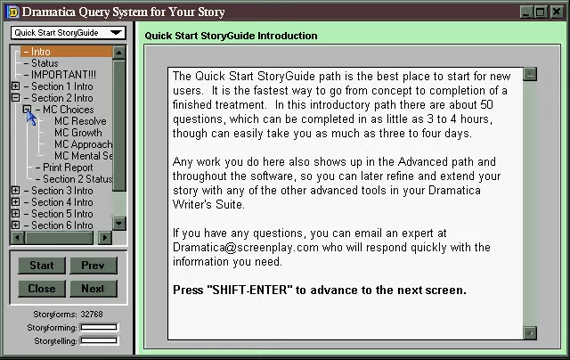 Dramatica Query System for Your Story
Quick Start StoryGuide
Intro
Status
IMPORTANT!!!
Section 1 Intro
Section 2 Intro
MC Choices
MC Resolve
MC Growth
MC Approach
MC Mental Se
Print Report
Section 2 Status
Section 3 Intro
Section 4 Intro
Section 5 Intro
Section 6 Intro
Start
Prev
Close
Next
Storyforms: 32768
Storyforming:
Storytelling:
Quick Start StoryGuide Introduction
The Quick Start StoryGuide path is the best place to start for new
users. It is the fastest way to go from concept to completion of a
finished treatment. In this introductory path there are about 50
questions, which can be completed in as little as 3 to 4 hours,
though can easily take you as much as three to four days.
Any work you do here also shows up in the Advanced path and
throughout the software, so you can later refine and extend your
story with any of the other advanced tools in your Dramatica
Writer's Suite.
If you have any questions, you can email an expert at
Dramatica@screenplay.com who will respond quickly with the
information you need.
Press "SHIFT-ENTER" to advance to the next screen.